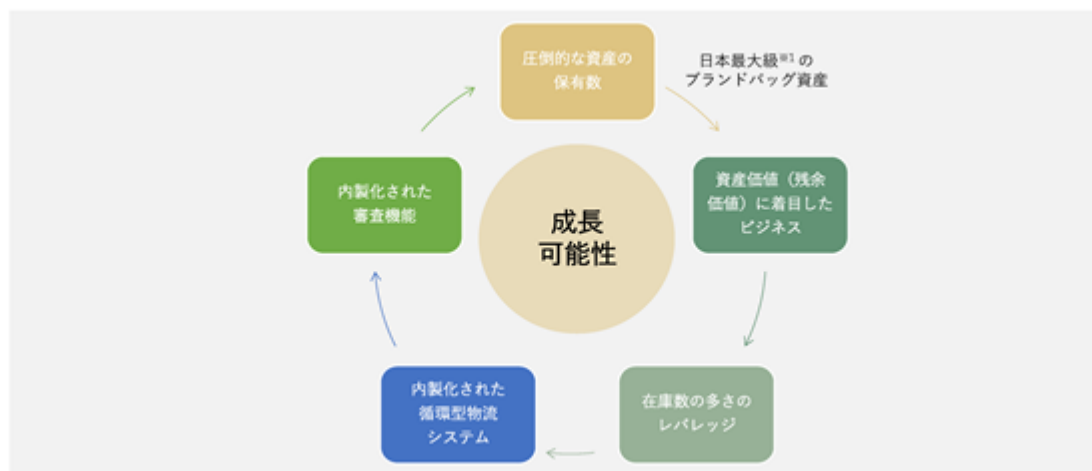 圧倒的な資産の
保有数
日本最大級※1の
ブランドバッグ資産
資産価値（残余
価値）に着目した
ビジネス
在庫数の多さの
レバレッジ
内製化された
循環型物流
システム
内製化された
審査機能
成長
可能性